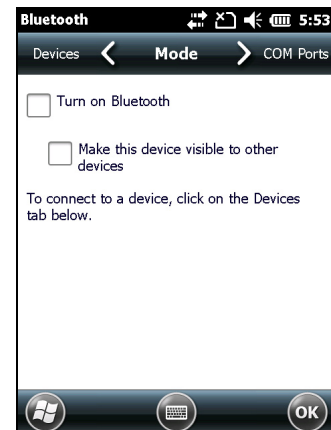 Bluetooth 5:53
Devices Mode COM Ports
Turn on Bluetooth
Make this device visible to other
devices
To connect to a device, click on the Devices
tab below.
OK